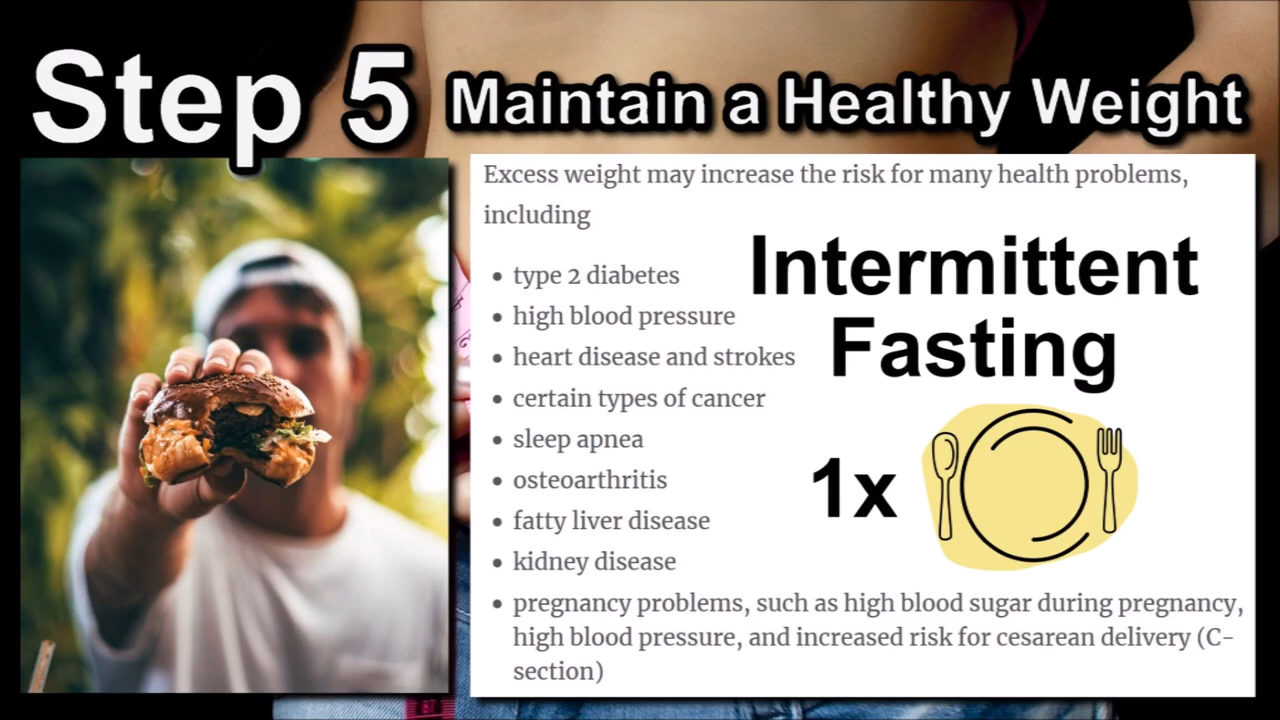 Step 5 Maintain a Healthy Weight
Excess weight may increase the risk for many health problems,
including
• type 2 diabetes
• high blood pressure
• heart disease and strokes
• certain types of cancer
• sleep apnea
• osteoarthritis
• fatty liver disease
• kidney disease
• pregnancy problems, such as high blood sugar during pregnancy,
high blood pressure, and increased risk for cesarean delivery (C-
section)
Intermittent
Fasting
1x